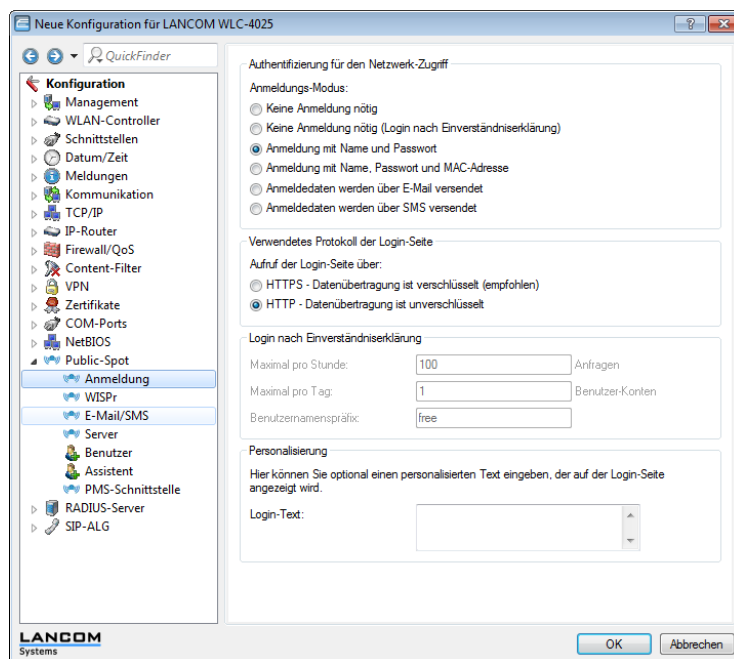 Neue Konfiguration für LANCOM WLC-4025
QuickFinder
Konfiguration
Management
WLAN-Controller
Schnittstellen
Datum/Zeit
Meldungen
Kommunikation
TCP/IP
IP-Router
Firewall/QoS
Content-Filter
VPN
Zertifikate
COM-Ports
NetBIOS
Public-Spot
Anmeldung
WISPr
E-Mail/SMS
Server
Benutzer
Assistent
PMS-Schnittstelle
RADIUS-Server
SIP-ALG
Authentifizierung für den Netzwerk-Zugriff
Anmeldungs-Modus:
Keine Anmeldung nötig
Keine Anmeldung nötig (Login nach Einverständniserklärung)
Anmeldung mit Name und Passwort
Anmeldung mit Name, Passwort und MAC-Adresse
Anmeldedaten werden über E-Mail versendet
Anmeldedaten werden über SMS versendet
Verwendetes Protokoll der Login-Seite
Aufruf der Login-Seite über:
HTTPS - Datenübertragung ist verschlüsselt (empfohlen)
HTTP - Datenübertragung ist unverschlüsselt
Login nach Einverständniserklärung
Maximal pro Stunde: 100 Anfragen
Maximal pro Tag: 1 Benutzer-Konten
Benutzernamenspräfix: free
Personalisierung
Hier können Sie optional einen personalisierten Text eingeben, der auf der Login-Seite
angezeigt wird.
Login-Text:
LANCOM
Systems
OK Abbrechen